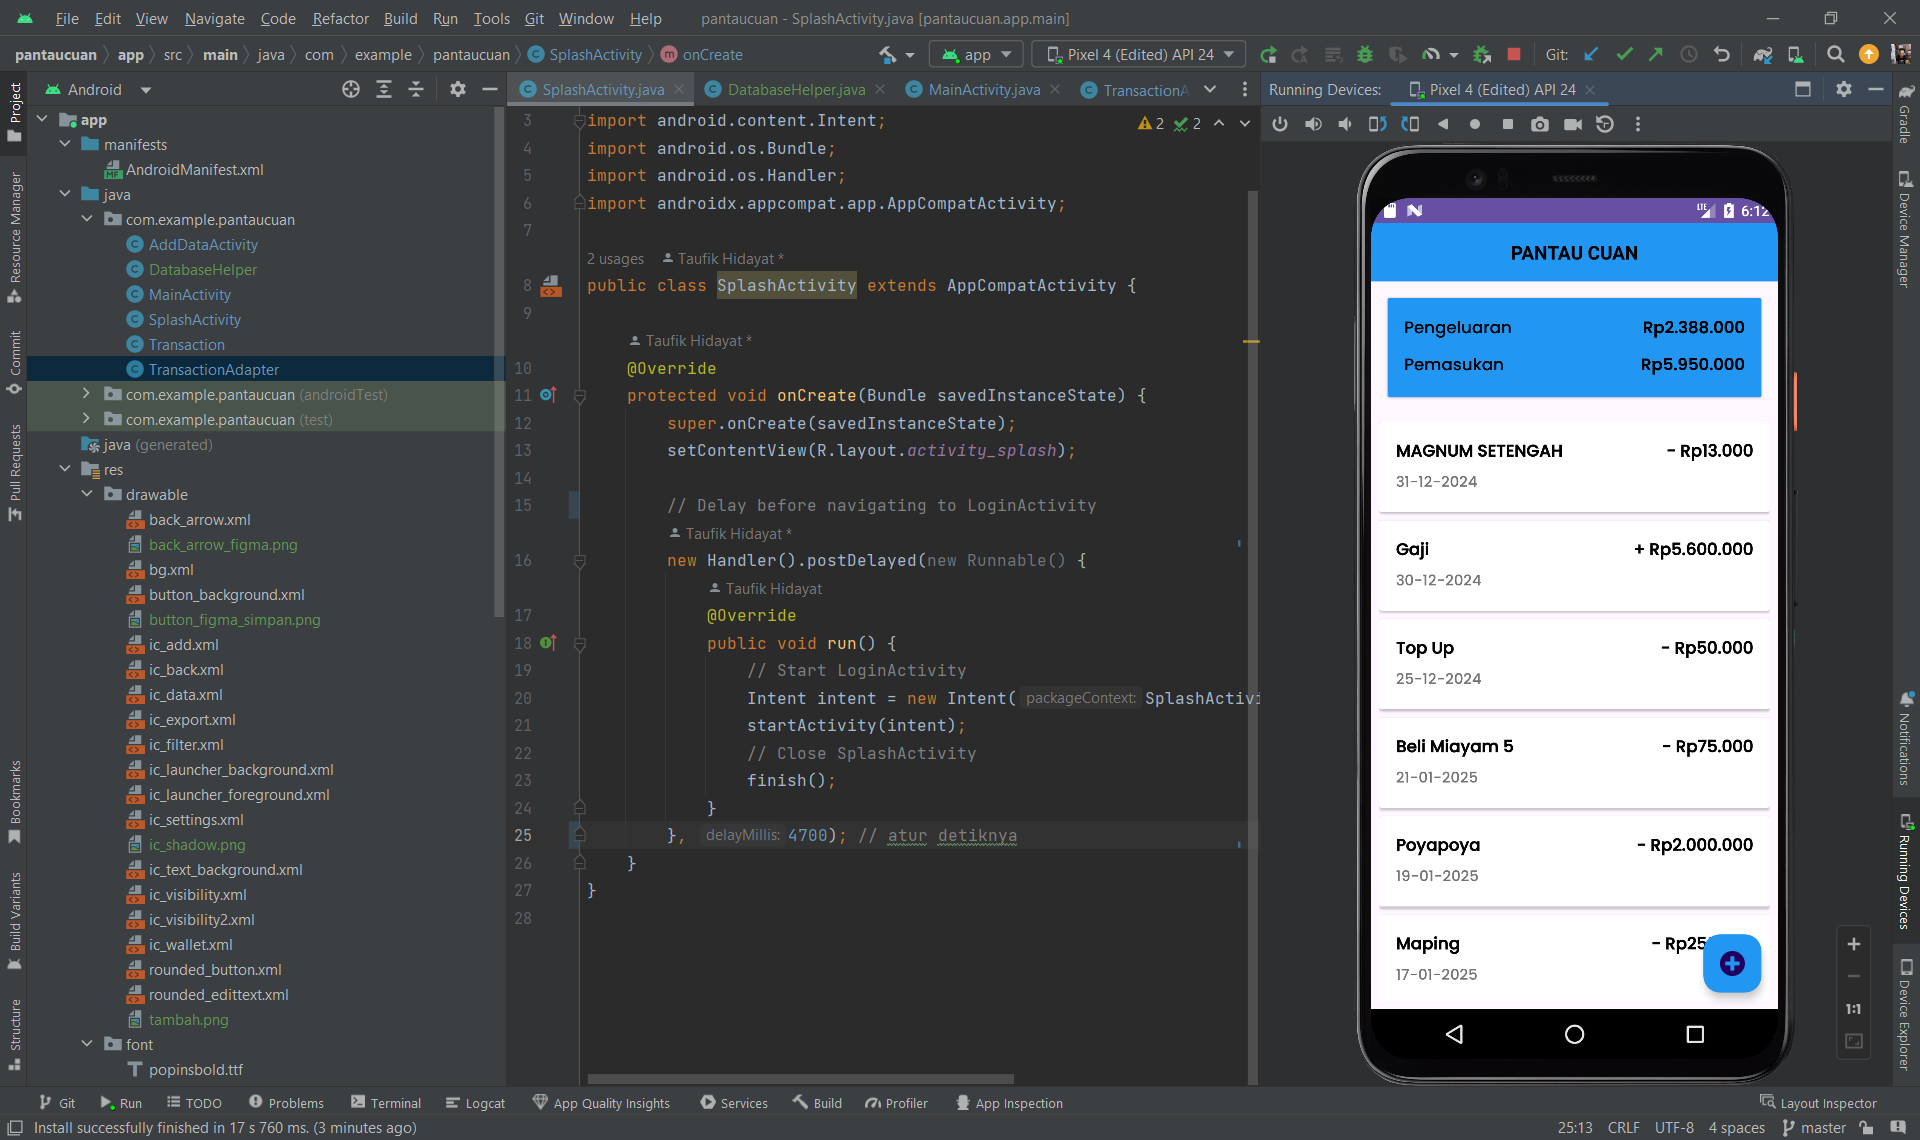 File Edit View Navigate Code Refactor Build Run Tools Git Window Help pantaucuan - SplashActivity.java [pantaucuan.app.main]
pantaucuan app src main java com example pantaucuan SplashActivity onCreate app Pixel 4 (Edited) API 24 Git:
Project
Resource Manager
Commit
Pull Requests
Bookmarks
Build Variants
Structure
Android
app
manifests
AndroidManifest.xml
java
com.example.pantaucuan
AddDataActivity
DatabaseHelper
MainActivity
SplashActivity
Transaction
TransactionAdapter
com.example.pantaucuan (androidTest)
com.example.pantaucuan (test)
java (generated)
res
drawable
back_arrow.xml
back_arrow_figma.png
bg.xml
button_background.xml
button_figma_simpan.png
ic_add.xml
ic_back.xml
ic_data.xml
ic_export.xml
ic_filter.xml
ic_launcher_background.xml
ic_launcher_foreground.xml
ic_settings.xml
ic_shadow.png
ic_text_background.xml
ic_visibility.xml
ic_visibility2.xml
ic_wallet.xml
rounded_button.xml
rounded_edittext.xml
tambah.png
font
popinsbold.ttf
SplashActivity.java DatabaseHelper.java MainActivity.java TransactionA
2 2
3 import android.content.Intent;
4 import android.os.Bundle;
5 import android.os.Handler;
6 import androidx.appcompat.app.AppCompatActivity;
7
2 usages Taufik Hidayat *
8 public class SplashActivity extends AppCompatActivity {
9
Taufik Hidayat *
10 @Override
11 protected void onCreate(Bundle savedInstanceState) {
12 super.onCreate(savedInstanceState);
13 setContentView(R.layout.activity_splash);
14
15 // Delay before navigating to LoginActivity
Taufik Hidayat *
16 new Handler().postDelayed(new Runnable() {
Taufik Hidayat
17 @Override
18 public void run() {
19 // Start LoginActivity
20 Intent intent = new Intent( packageContext: SplashActivi
21 startActivity(intent);
22 // Close SplashActivity
23 finish();
24 }
25 }, delayMillis: 4700); // atur detiknya
26 }
27 }
28
Running Devices: Pixel 4 (Edited) API 24
LTE 6:12
PANTAU CUAN
Pengeluaran Rp2.388.000
Pemasukan Rp5.950.000
MAGNUM SETENGAH - Rp13.000
31-12-2024
Gaji + Rp5.600.000
30-12-2024
Top Up - Rp50.000
25-12-2024
Beli Miayam 5 - Rp75.000
21-01-2025
Poyapoya - Rp2.000.000
19-01-2025
Maping - Rp25
17-01-2025
1:1
Gradle
Device Manager
Notifications
Running Devices
Device Explorer
Git Run TODO Problems Terminal Logcat App Quality Insights Services Build Profiler App Inspection Layout Inspector
Install successfully finished in 17 s 760 ms. (3 minutes ago) 25:13 CRLF UTF-8 4 spaces master